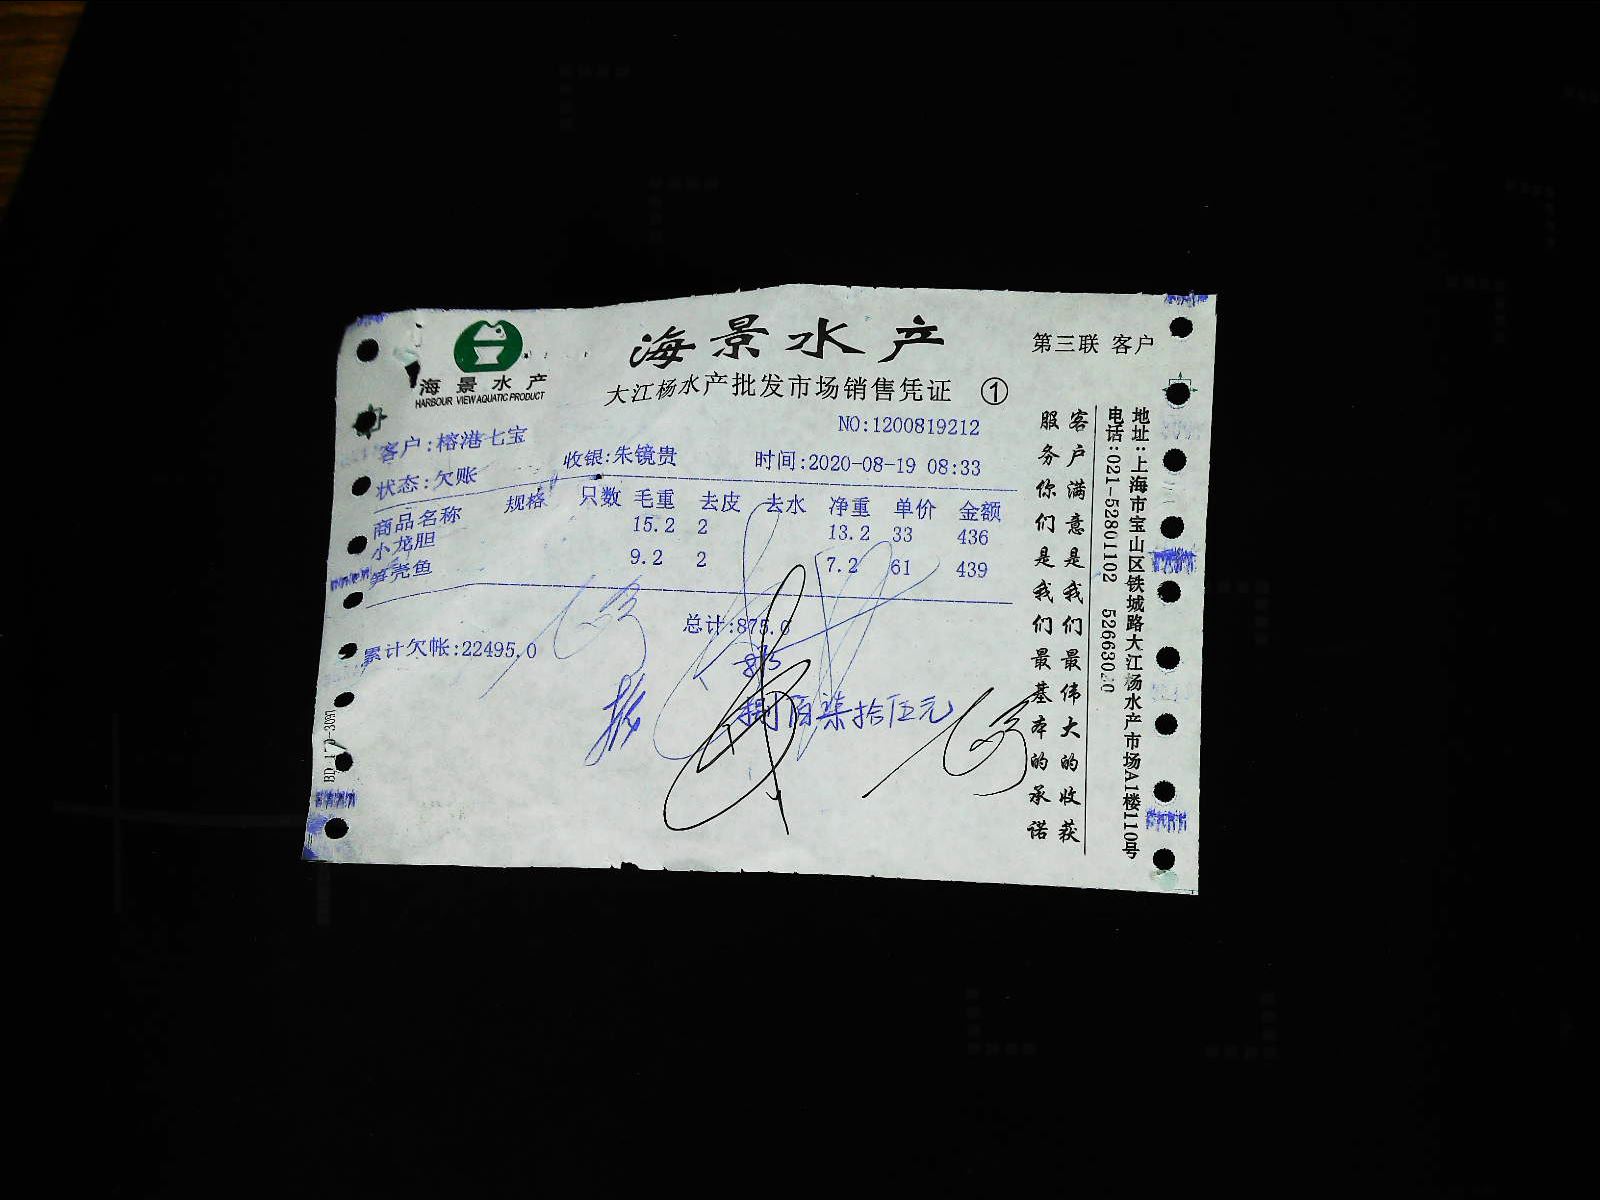 海景水产
HARBOUR VIEW AQUATIC PRODUCT
海景水产
第三联 客户
大江杨水产批发市场销售凭证 ①
NO:1200819212
客户:榕港七宝
收银:朱镜贵
时间:2020-08-19 08:33
状态:欠账
商品名称 规格 只数 毛重 去皮 去水 净重 单价 金额
小龙胆 15.2 2 13.2 33 436
笋壳鱼 9.2 2 7.2 61 439
总计:875.0
累计欠帐:22495.0
875
捌佰柒拾伍元
客户满意是我们最伟大的收获
服务你们是我们最基本的承诺
地址:上海市宝山区铁城路大江杨水产市场A1楼110号
电话:021-52801102